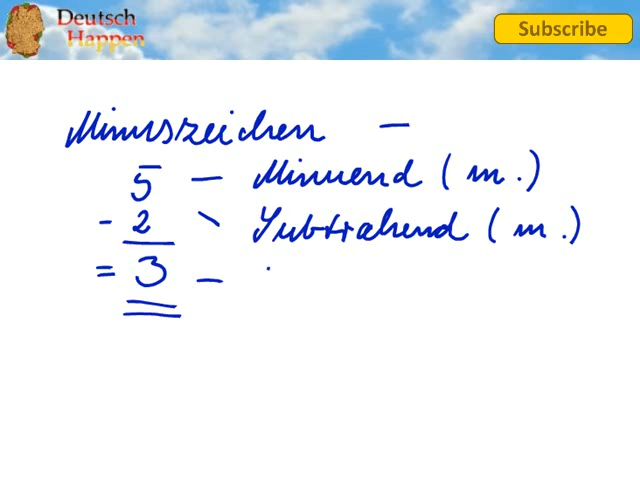 Deutsch
Happen
Subscribe
Minuszeichen -
5 - Minuend (m.)
- 2 \ Subtrahend (m.)
= 3 -